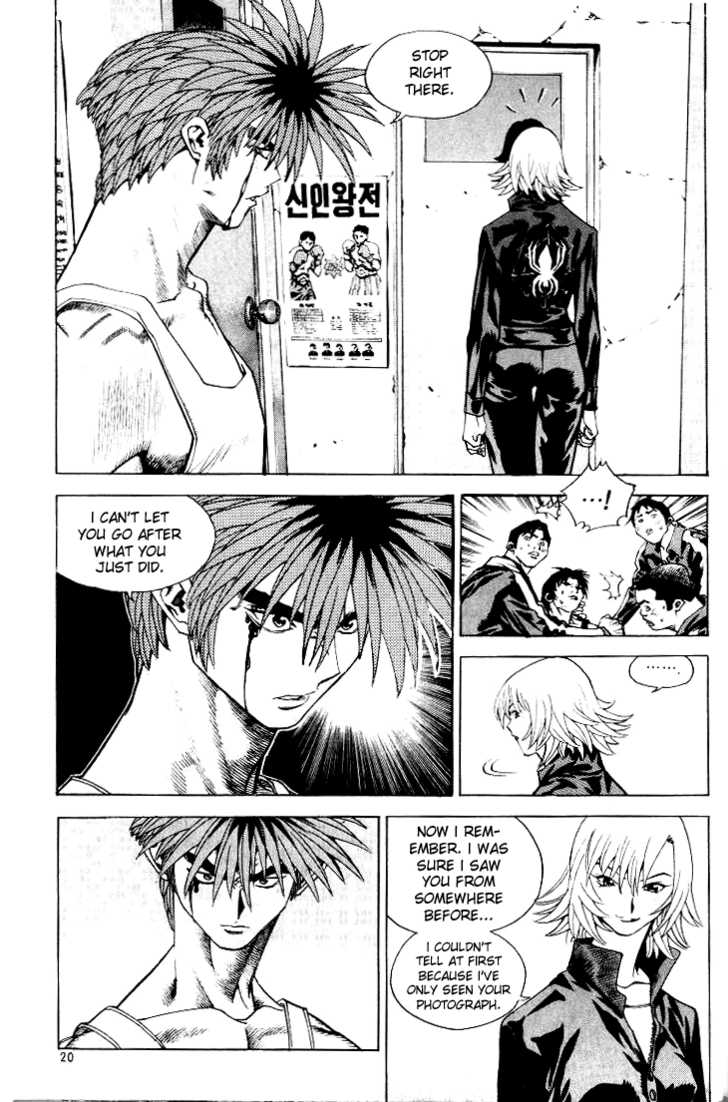 STOP
RIGHT
THERE.
신인왕전
I CAN'T LET
YOU GO AFTER
WHAT YOU
JUST DID.
...!
......
NOW I REM-
EMBER. I WAS
SURE I SAW
YOU FROM
SOMEWHERE
BEFORE...
I COULDN'T
TELL AT FIRST
BECAUSE I'VE
ONLY SEEN YOUR
PHOTOGRAPH.
20